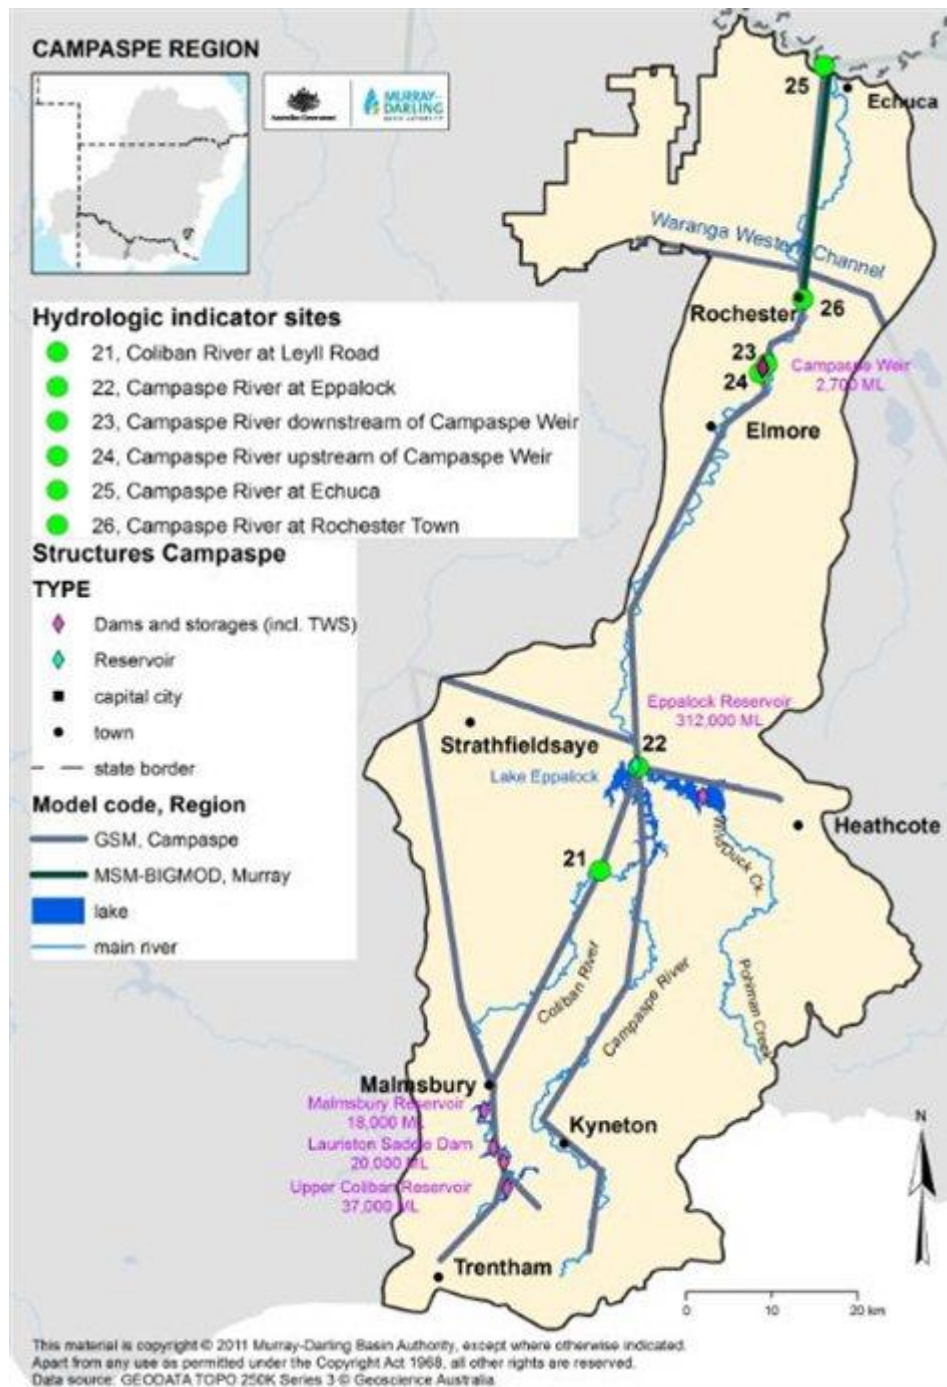 CAMPASPE REGION
Australian Government
MURRAY-DARLING
BASIN AUTHORITY
25
Echuca
Waranga Western Channel
Rochester
26
23
24
Campaspe Weir
2,700 ML
Elmore
Hydrologic indicator sites
21, Coliban River at Leyll Road
22, Campaspe River at Eppalock
23, Campaspe River downstream of Campaspe Weir
24, Campaspe River upstream of Campaspe Weir
25, Campaspe River at Echuca
26, Campaspe River at Rochester Town
Structures Campaspe
TYPE
Dams and storages (incl. TWS)
Reservoir
capital city
town
state border
Model code, Region
GSM, Campaspe
MSM-BIGMOD, Murray
lake
main river
Eppalock Reservoir
312,000 ML
Strathfieldsaye
22
Lake Eppalock
Heathcote
Wild Duck Ck.
21
Coliban River
Campaspe River
Pohlman Creek
Malmsbury
Malmsbury Reservoir
18,000 ML
Kyneton
Lauriston Saddle Dam
20,000 ML
Upper Coliban Reservoir
37,000 ML
Trentham
N
0 10 20 km
This material is copyright © 2011 Murray-Darling Basin Authority, except where otherwise indicated.
Apart from any use as permitted under the Copyright Act 1968, all other rights are reserved.
Data source: GEODATA TOPO 250K Series 3 © Geoscience Australia